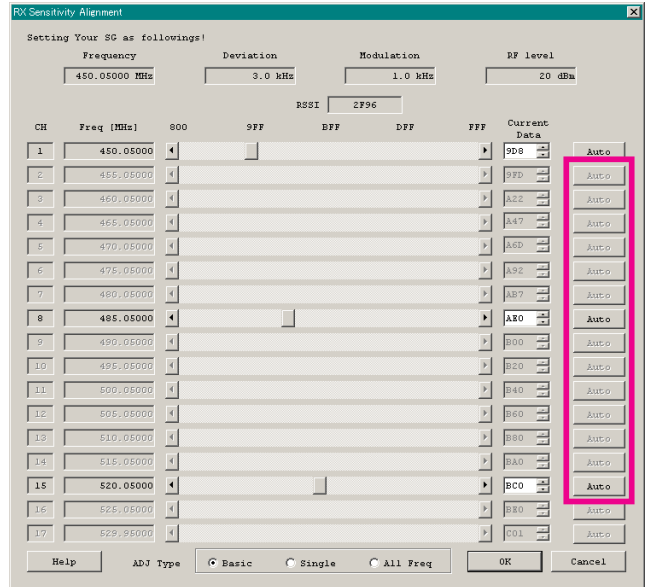 RX Sensitivity Alignment
Setting Your SG as followings!
Frequency Deviation Modulation RF level
450.05000 MHz 3.0 kHz 1.0 kHz 20 dBm
RSSI 2F96
CH Freq [MHz] 800 9FF BFF DFF FFF Current Data
1 450.05000 9D8 Auto
2 455.05000 9FD Auto
3 460.05000 A22 Auto
4 465.05000 A47 Auto
5 470.05000 A6D Auto
6 475.05000 A92 Auto
7 480.05000 AB7 Auto
8 485.05000 AE0 Auto
9 490.05000 B00 Auto
10 495.05000 B20 Auto
11 500.05000 B40 Auto
12 505.05000 B60 Auto
13 510.05000 B80 Auto
14 515.05000 BA0 Auto
15 520.05000 BC0 Auto
16 525.05000 BE0 Auto
17 529.95000 C01 Auto
Help ADJ Type Basic Single All Freq OK Cancel